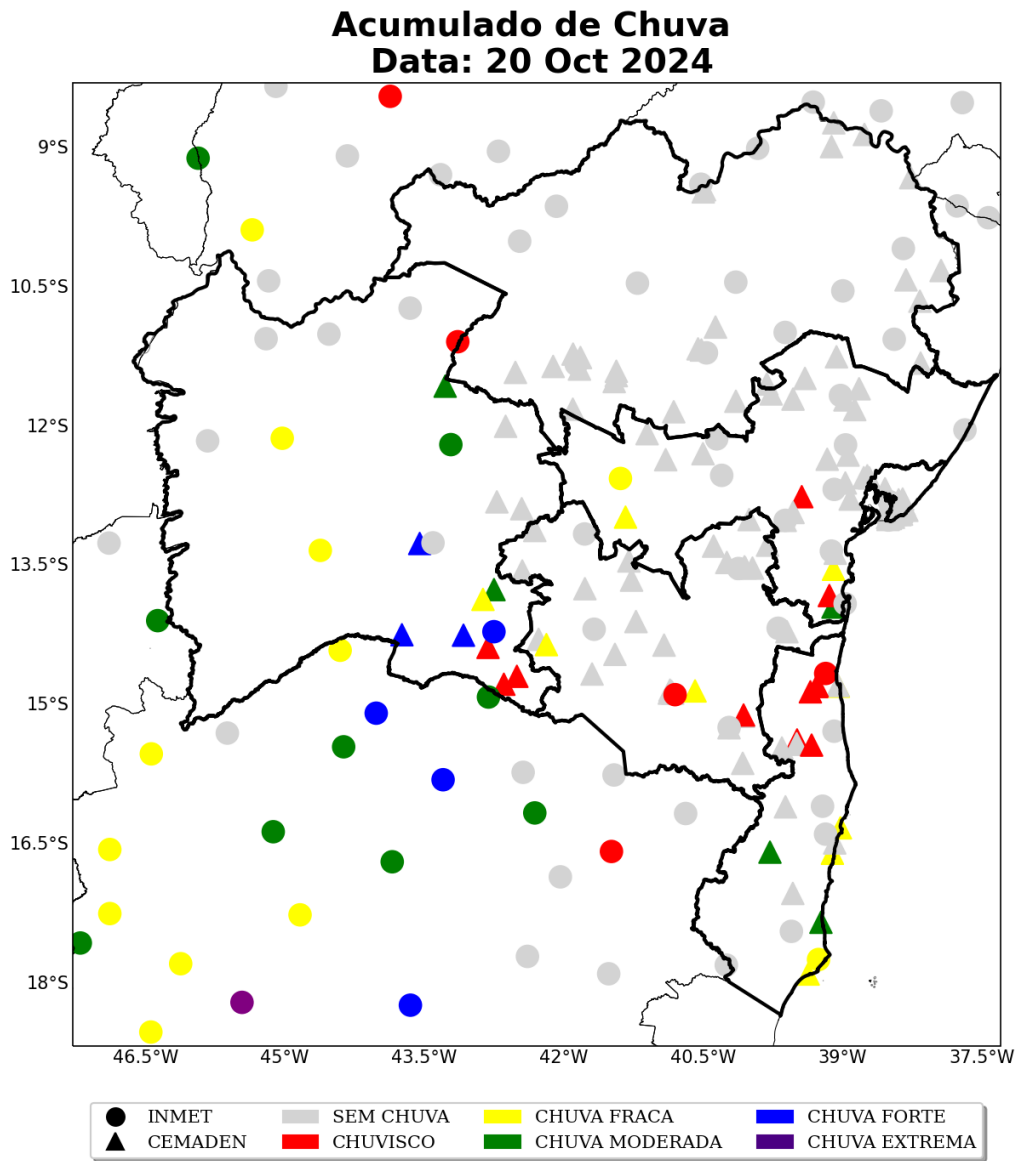 Acumulado de Chuva
Data: 20 Oct 2024
9°S
10.5°S
12°S
13.5°S
15°S
16.5°S
18°S
46.5°W 45°W 43.5°W 42°W 40.5°W 39°W 37.5°W
INMET SEM CHUVA CHUVA FRACA CHUVA FORTE
CEMADEN CHUVISCO CHUVA MODERADA CHUVA EXTREMA